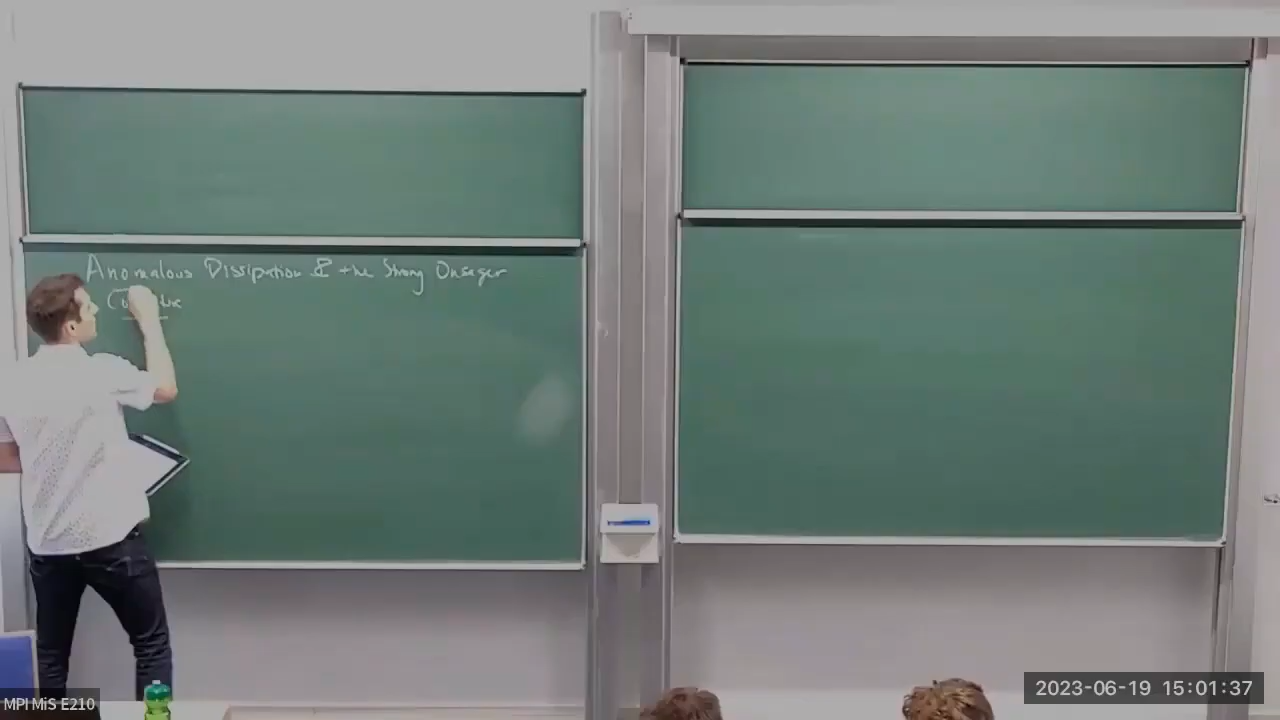 Anomalous Dissipation & the Strong Onsager
MPI MiS E210
2023-06-19 15:01:37